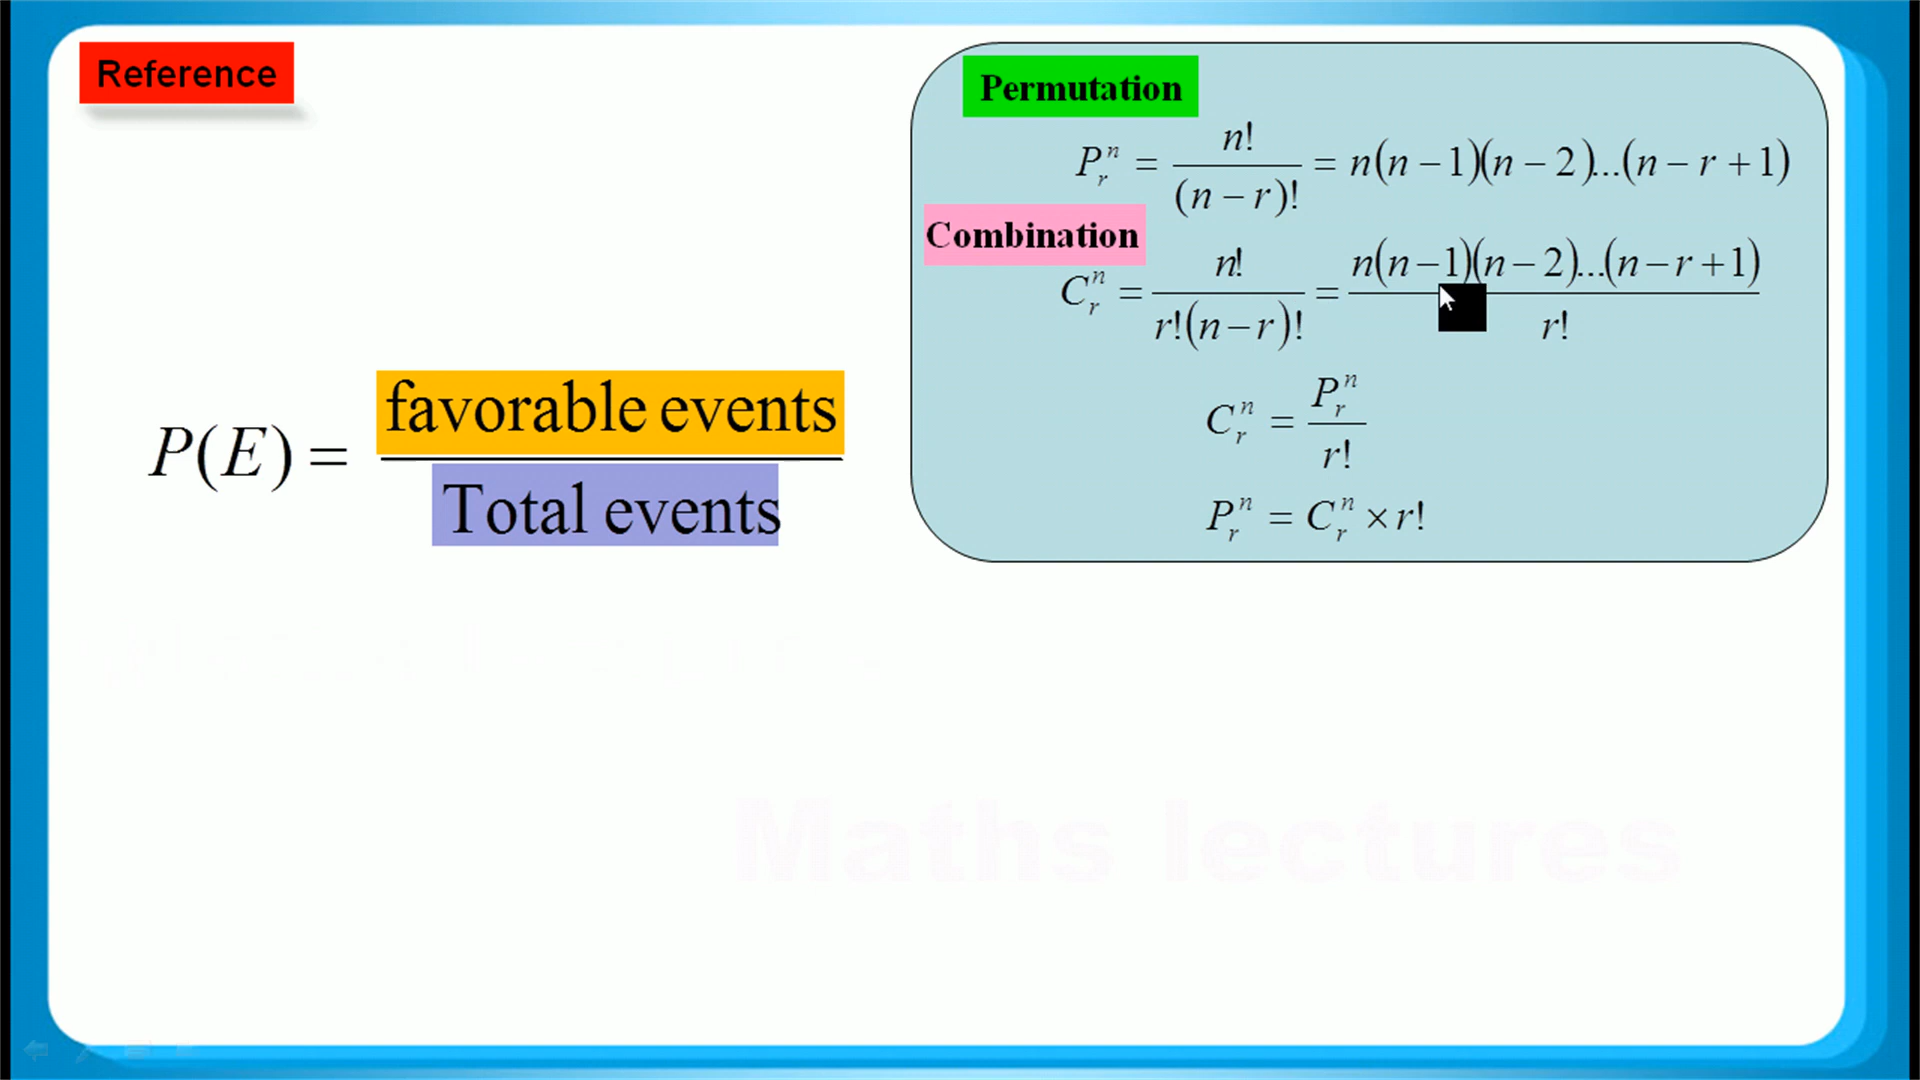 Reference
P(E) = favorable events / Total events
Permutation
P_r^n = n! / (n − r)! = n(n − 1)(n − 2)...(n − r + 1)
Combination
C_r^n = n! / r!(n − r)! = n(n − 1)(n − 2)...(n − r + 1) / r!
C_r^n = P_r^n / r!
P_r^n = C_r^n × r!
Maths lectures